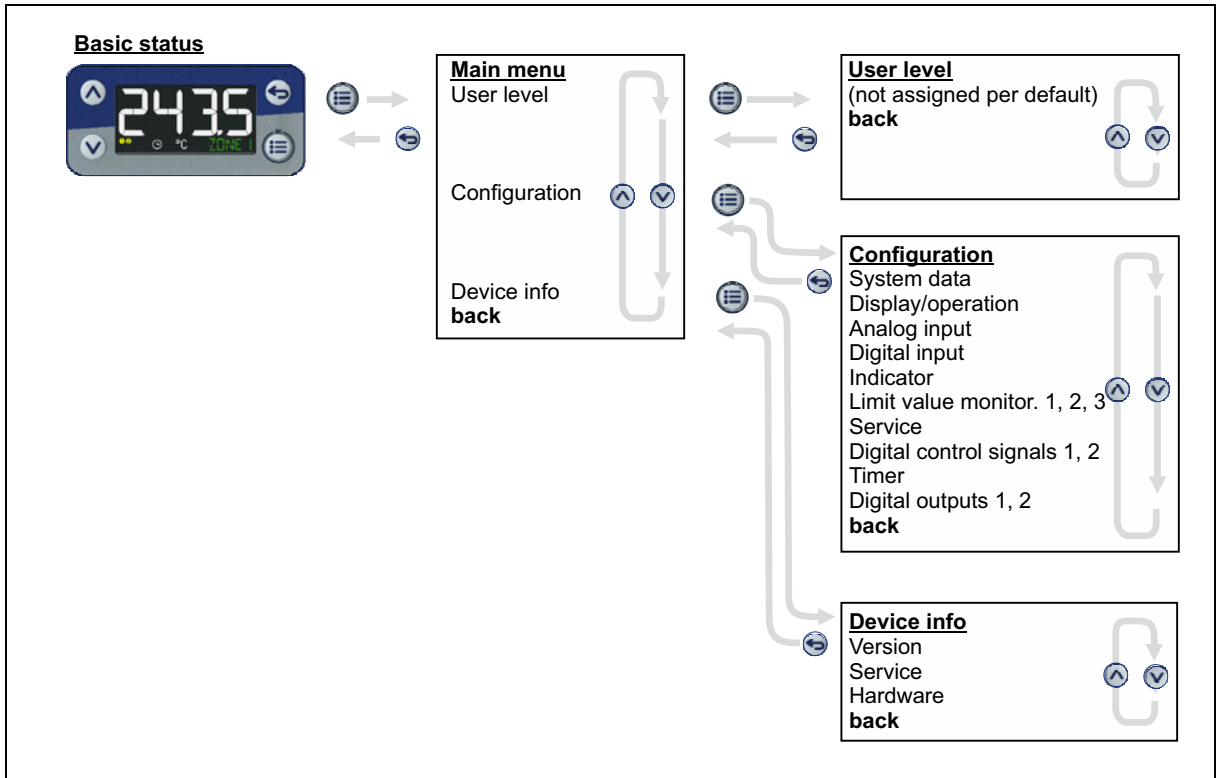 Basic status
243.5
°C ZONE 1
Main menu
User level
Configuration
Device info
back
User level
(not assigned per default)
back
Configuration
System data
Display/operation
Analog input
Digital input
Indicator
Limit value monitor. 1, 2, 3
Service
Digital control signals 1, 2
Timer
Digital outputs 1, 2
back
Device info
Version
Service
Hardware
back